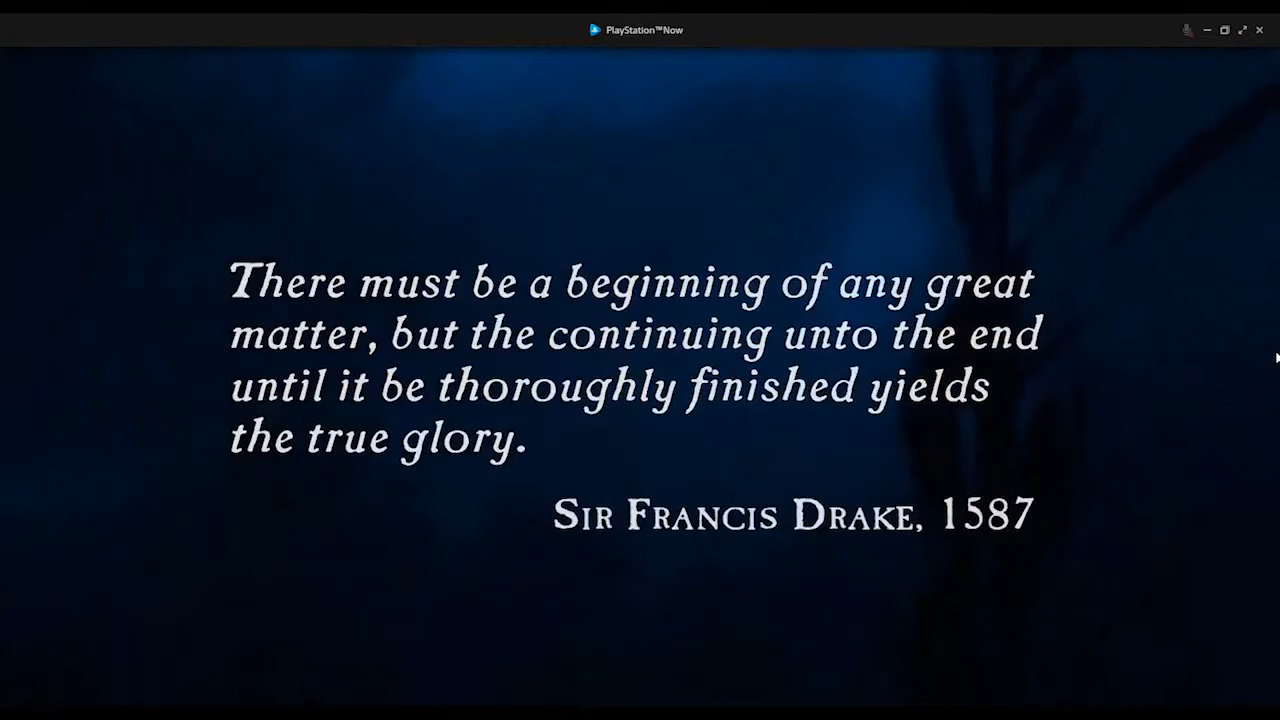 PlayStation™Now
There must be a beginning of any great
matter, but the continuing unto the end
until it be thoroughly finished yields
the true glory.
Sir Francis Drake, 1587